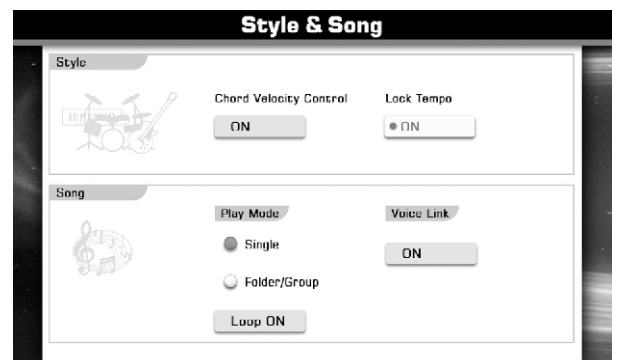 Style & Song
Style
Chord Velocity Control
Lock Tempo
ON
ON
Song
Play Mode
Voice Link
Single
ON
Folder/Group
Loop ON